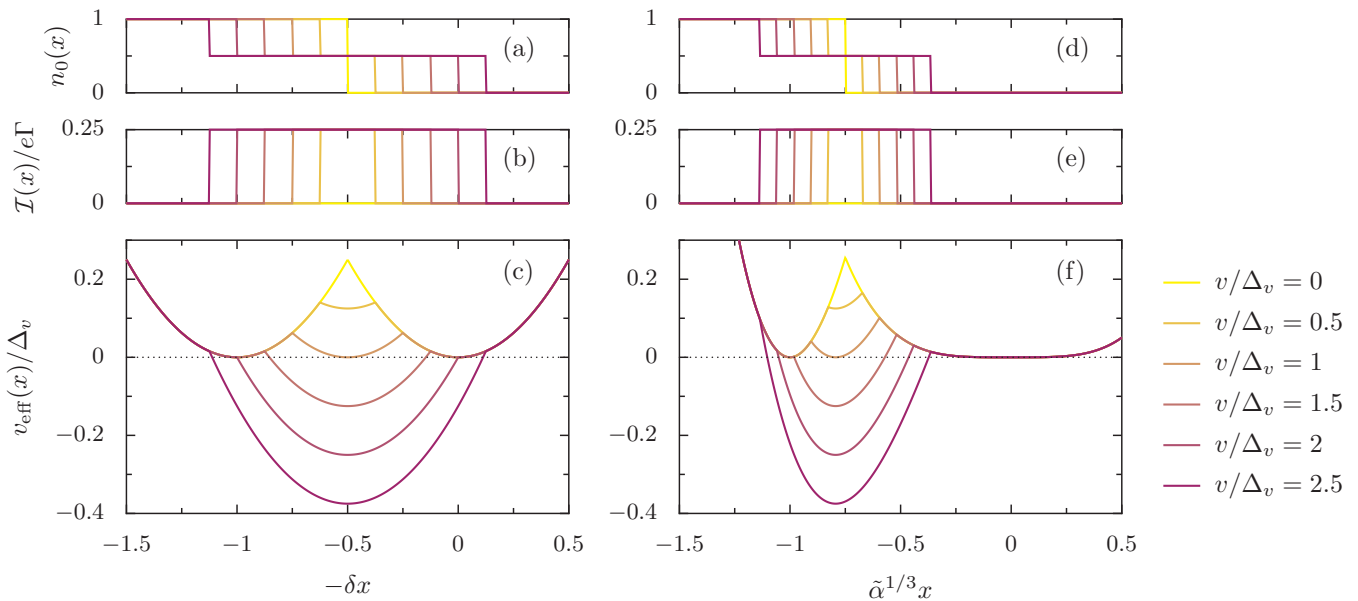 1
0
n₀(x)
(a)
0.25
0
ℐ(x)/eΓ
(b)
0.2
0
−0.2
−0.4
v_eff(x)/Δ_v
(c)
−1.5 −1 −0.5 0 0.5
−δx
1
0
(d)
0.25
0
(e)
0.2
0
−0.2
−0.4
(f)
−1.5 −1 −0.5 0 0.5
α̃^{1/3}x
v/Δ_v = 0
v/Δ_v = 0.5
v/Δ_v = 1
v/Δ_v = 1.5
v/Δ_v = 2
v/Δ_v = 2.5